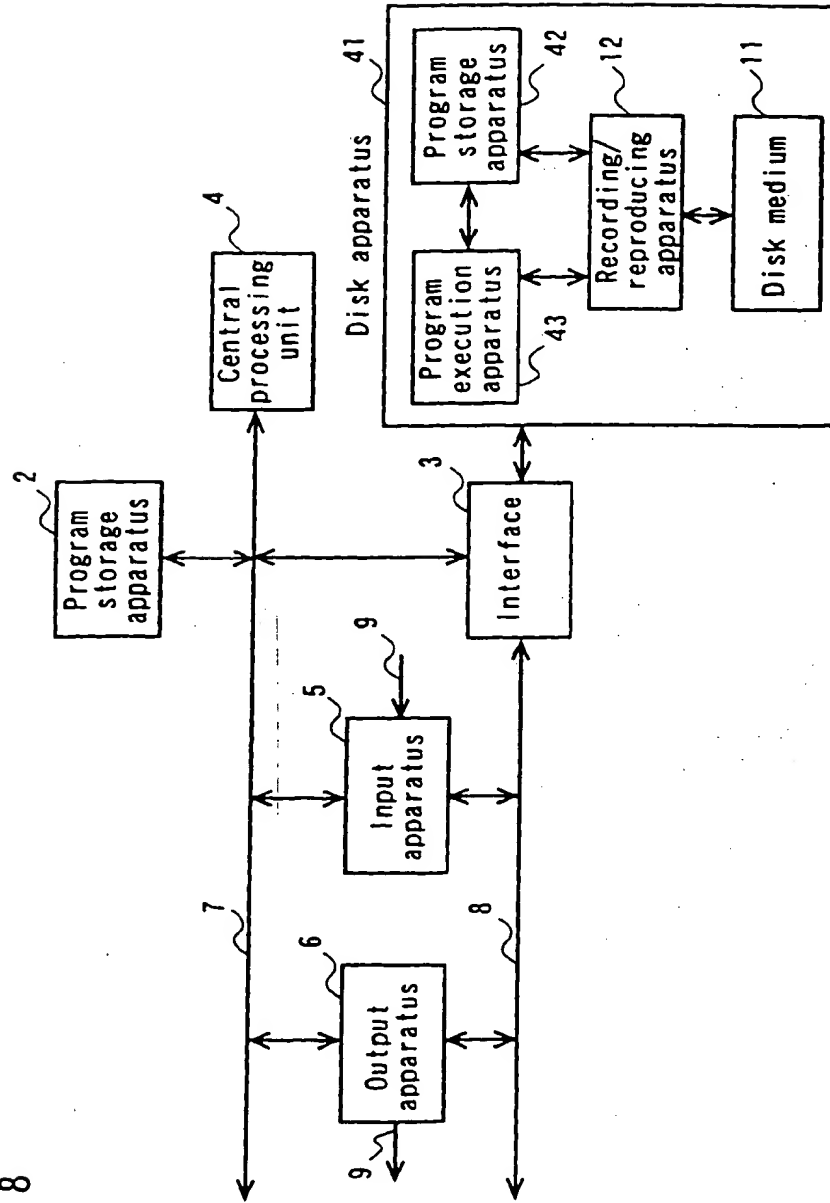 8
2
Program
storage
apparatus
4
Central
processing
unit
7
6
Output
apparatus
9
5
Input
apparatus
9
3
Interface
8
Disk apparatus
41
Program
execution
apparatus
43
Program
storage
apparatus
42
Recording/
reproducing
apparatus
12
Disk medium
11